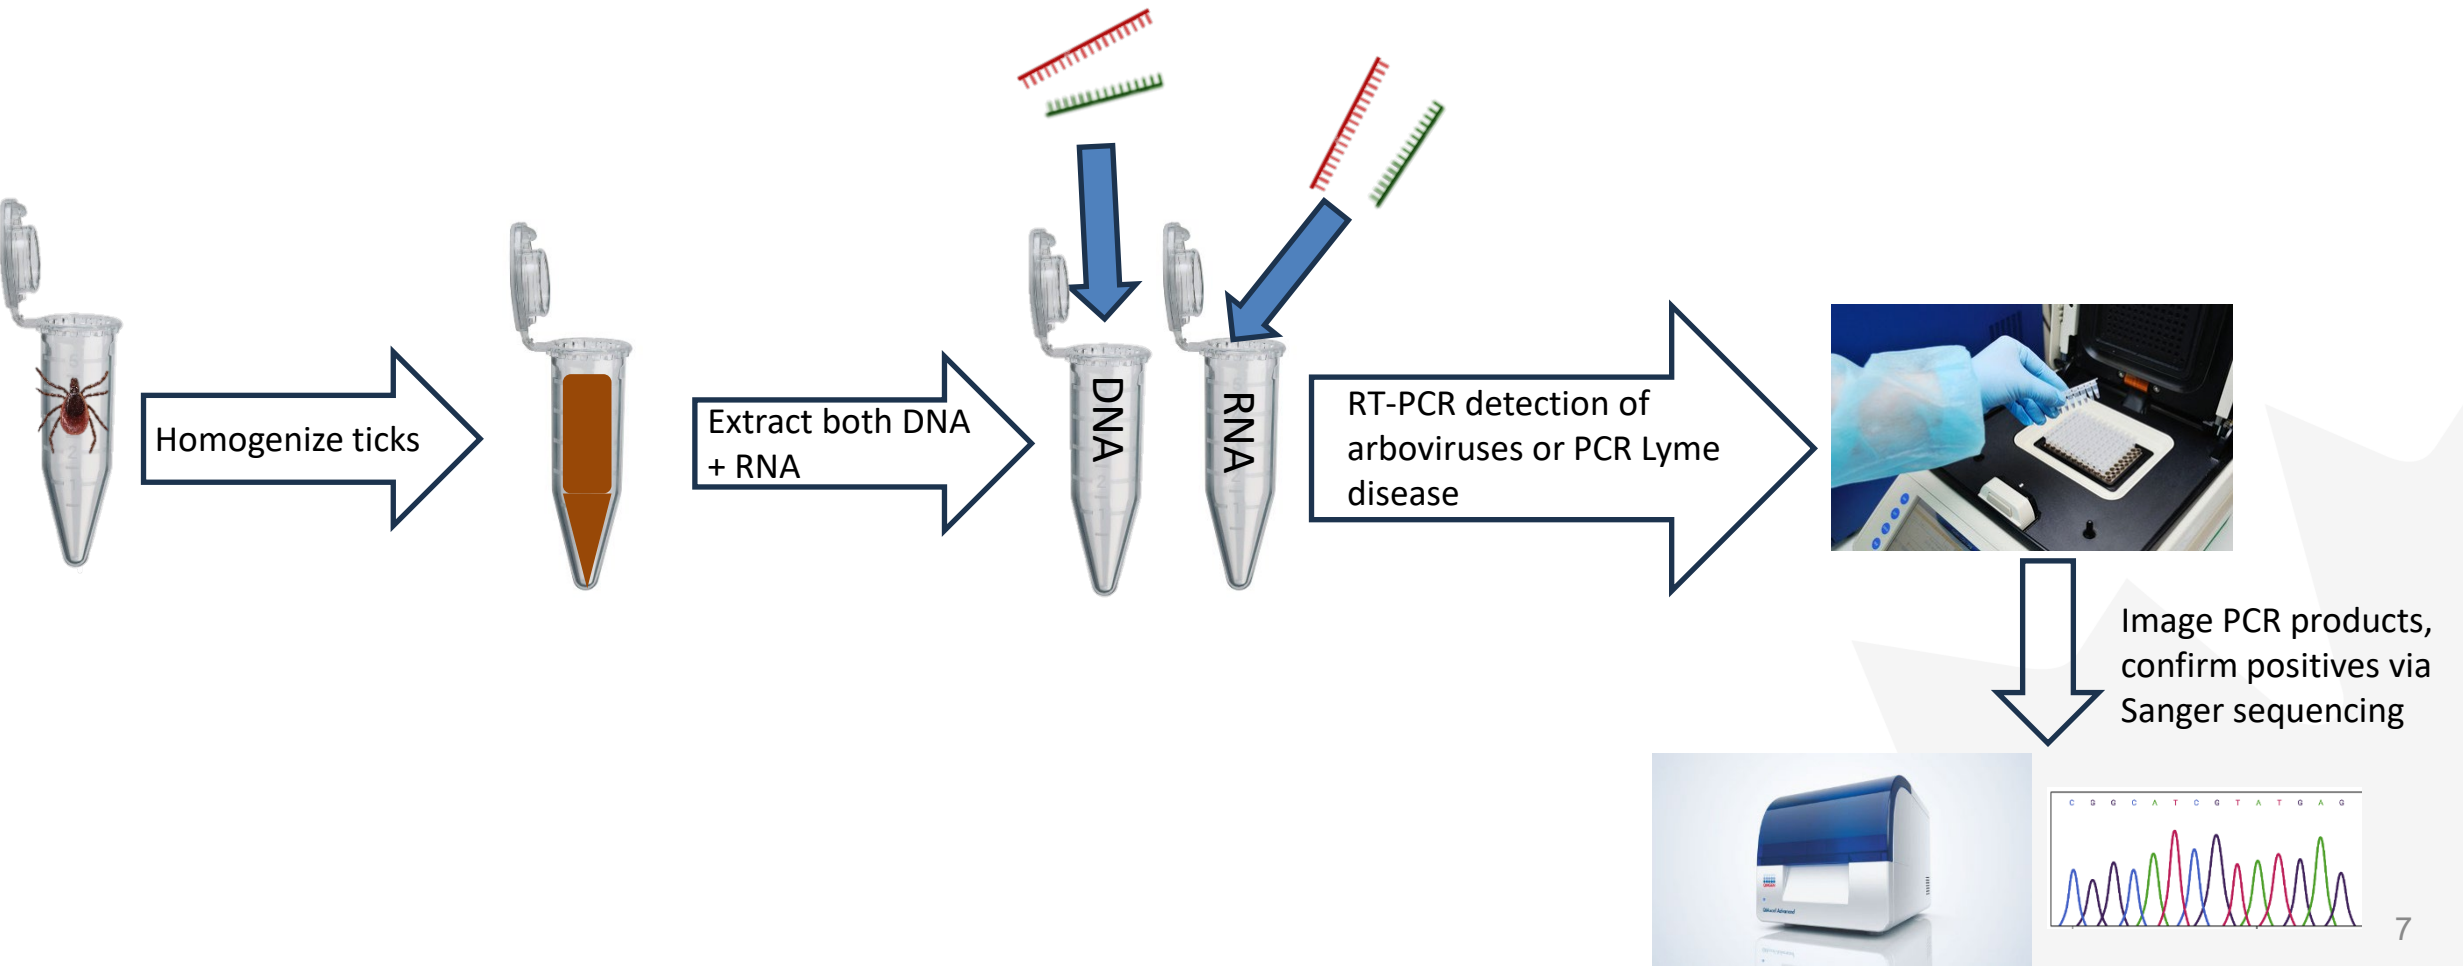 Homogenize ticks
Extract both DNA
+ RNA
DNA
RNA
RT-PCR detection of
arboviruses or PCR Lyme
disease
Image PCR products,
confirm positives via
Sanger sequencing
C G G C A T C G T A T G A G
7